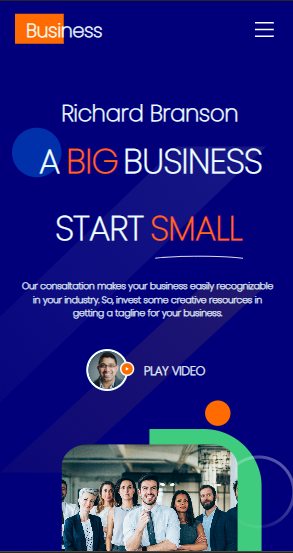 Business
Richard Branson
A BIG BUSINESS
START SMALL
Our consaltation makes your business easily recognizable
in your industry. So, invest some creative resources in
getting a tagline for your business.
PLAY VIDEO